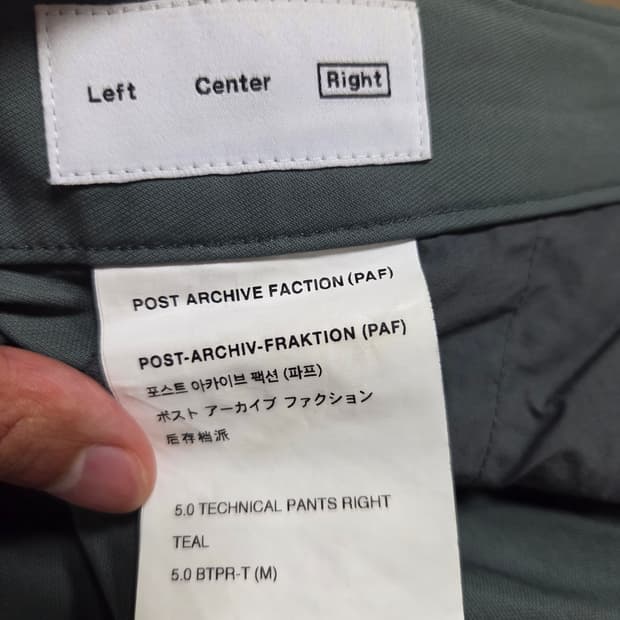 Left Center Right
POST ARCHIVE FACTION (PAF)
POST-ARCHIV-FRAKTION (PAF)
포스트 아카이브 팩션 (파프)
ポスト アーカイブ ファクション
后存档派
5.0 TECHNICAL PANTS RIGHT
TEAL
5.0 BTPR-T (M)